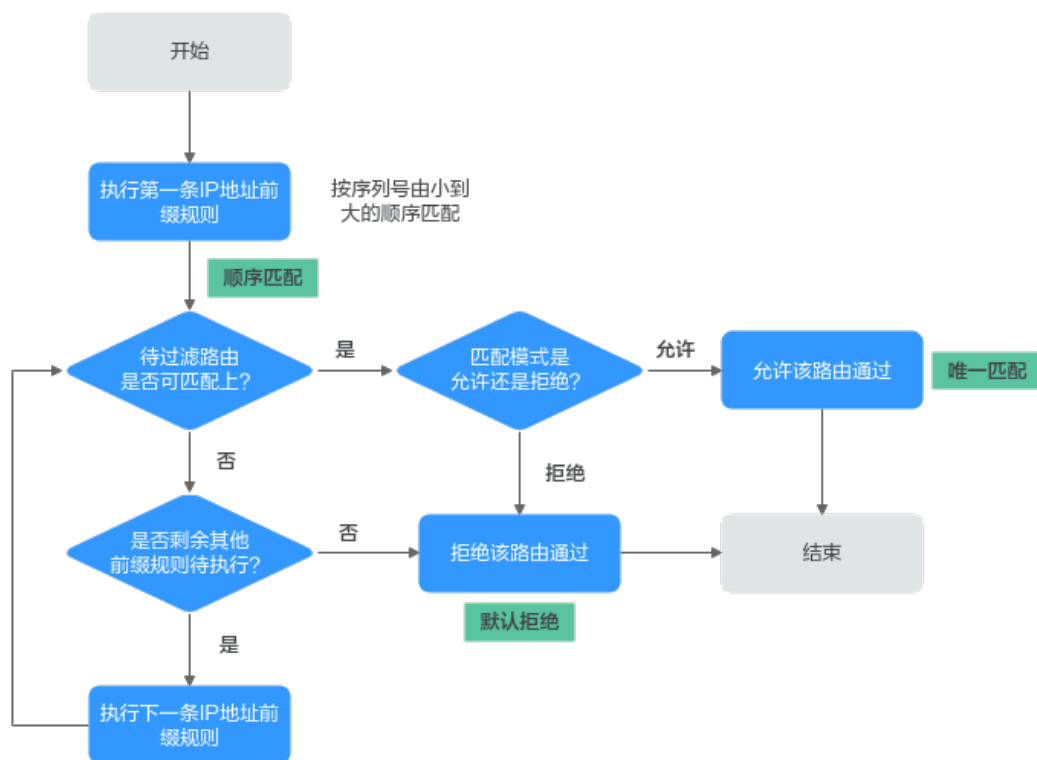 开始
执行第一条IP地址前
缀规则
按序列号由小到
大的顺序匹配
顺序匹配
待过滤路由
是否可匹配上?
是
匹配模式是
允许还是拒绝?
允许
允许该路由通过
唯一匹配
否
拒绝
是否剩余其他
前缀规则待执行?
否
拒绝该路由通过
结束
默认拒绝
是
执行下一条IP地址前
缀规则